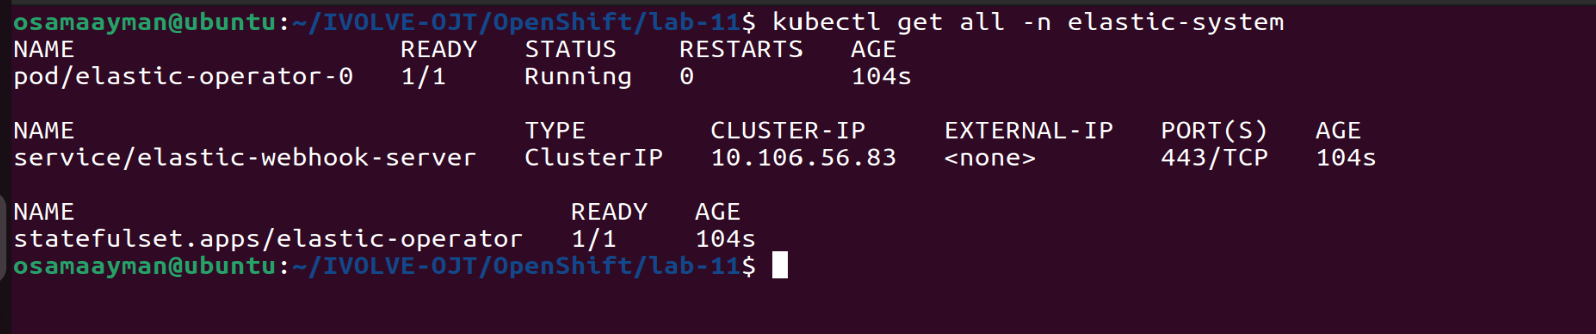 osamaayman@ubuntu:~/IVOLVE-OJT/OpenShift/lab-11$ kubectl get all -n elastic-system
NAME                         READY   STATUS    RESTARTS   AGE
pod/elastic-operator-0   1/1     Running   0          104s

NAME                             TYPE        CLUSTER-IP     EXTERNAL-IP   PORT(S)   AGE
service/elastic-webhook-server   ClusterIP   10.106.56.83   <none>        443/TCP   104s

NAME                                READY   AGE
statefulset.apps/elastic-operator   1/1     104s
osamaayman@ubuntu:~/IVOLVE-OJT/OpenShift/lab-11$